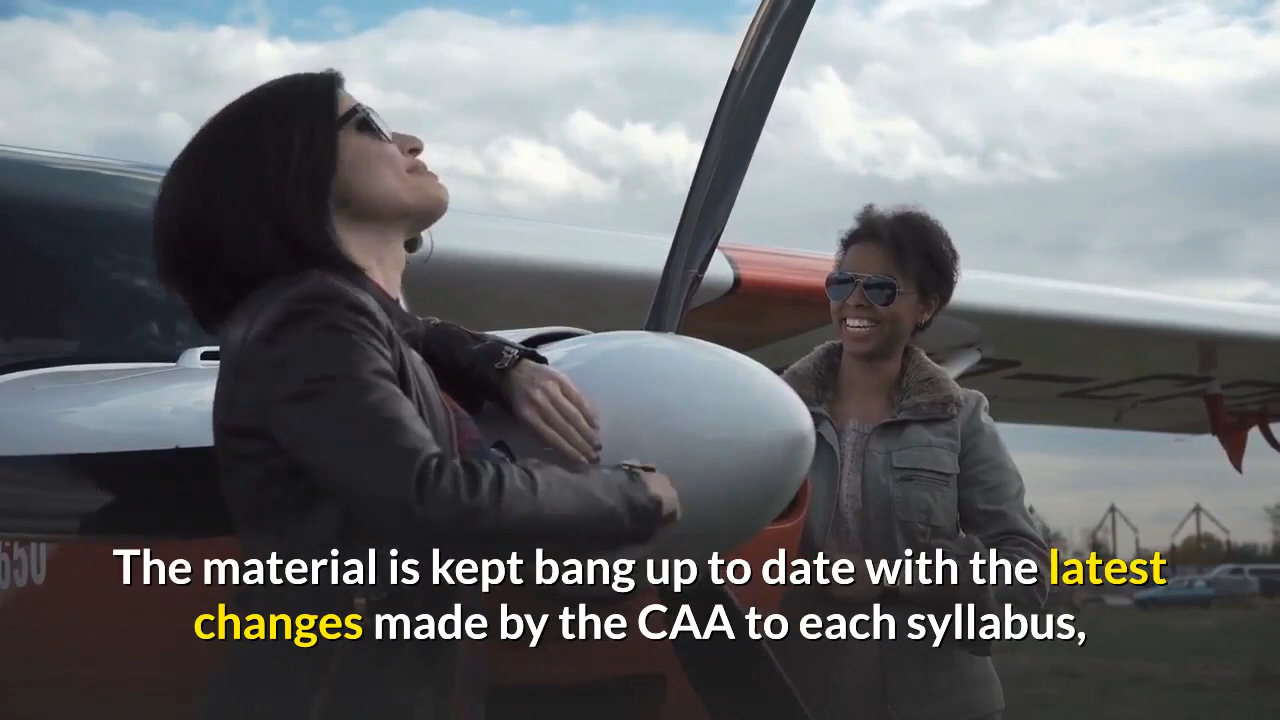 650
The material is kept bang up to date with the latest
changes made by the CAA to each syllabus,